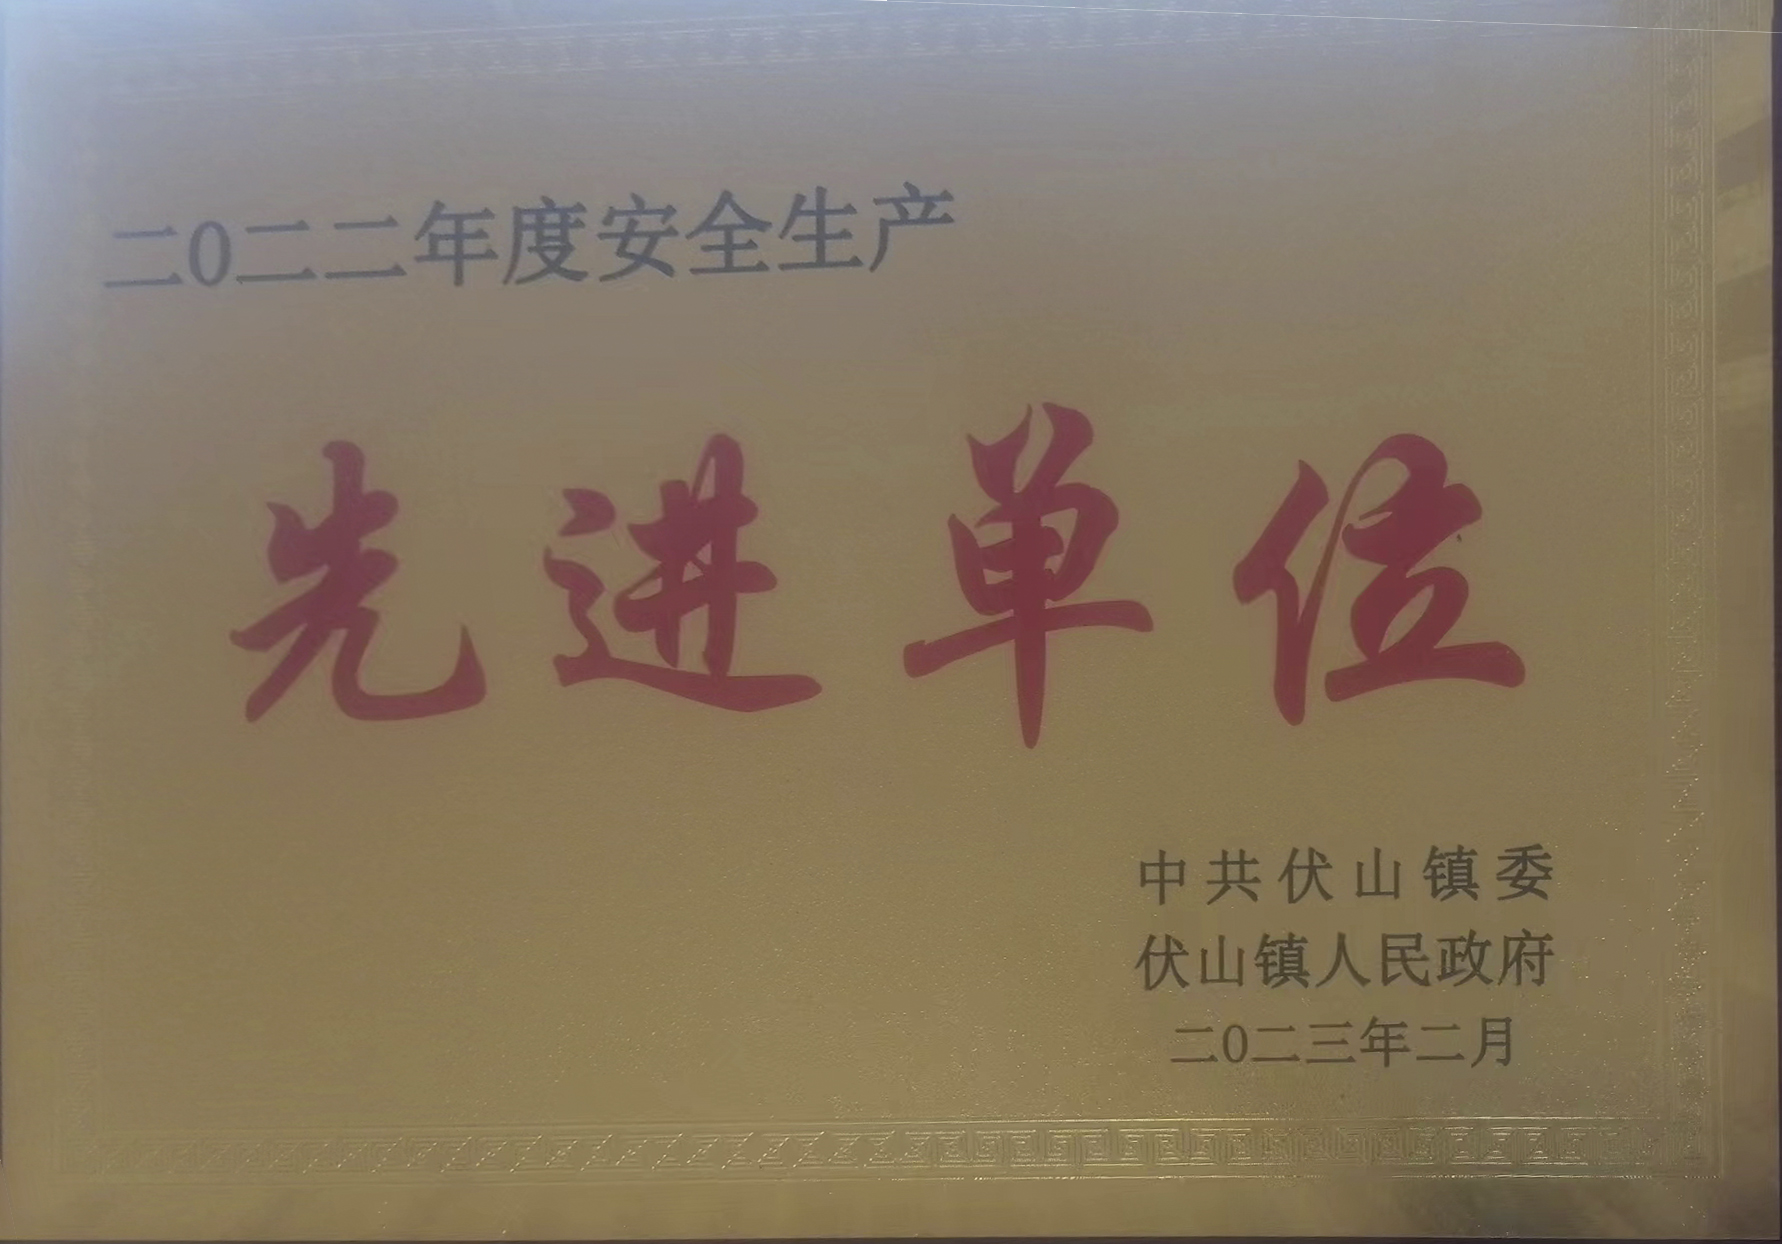 二0二二年度安全生产
先进单位
中共伏山镇委
伏山镇人民政府
二0二三年二月